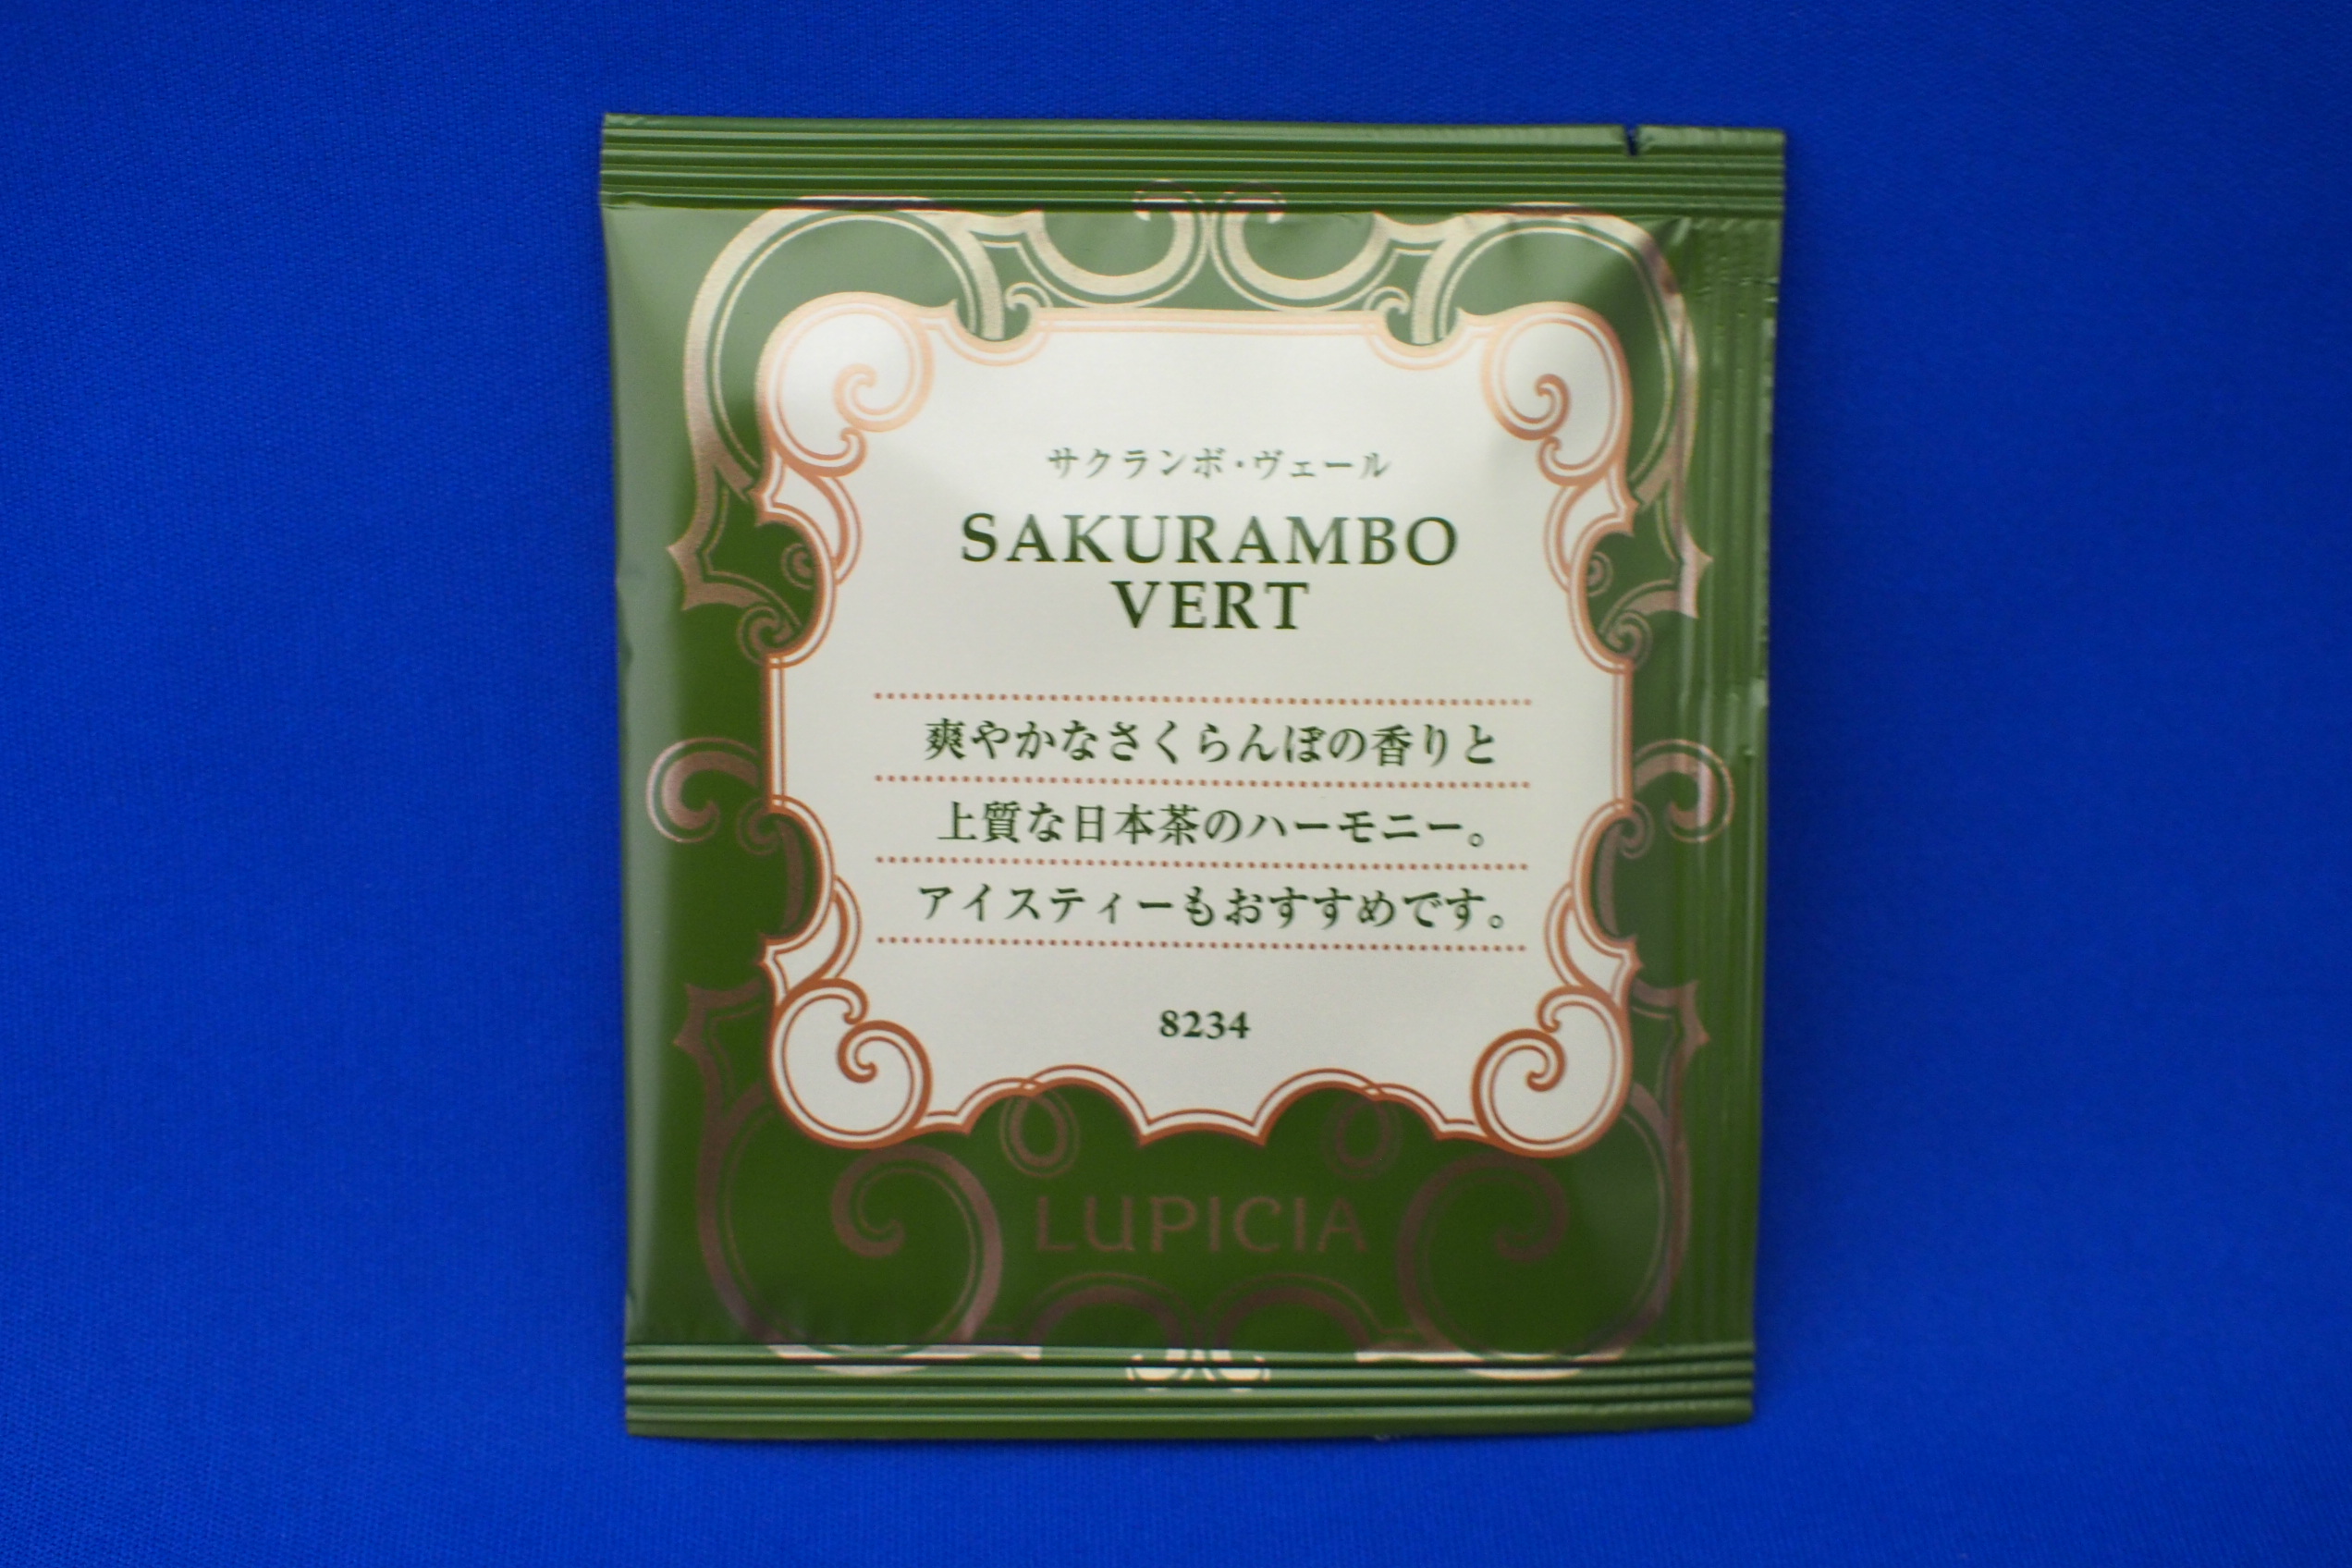 サクランボ・ヴェール
SAKURAMBO
VERT
爽やかなさくらんぼの香りと
上質な日本茶のハーモニー。
アイスティーもおすすめです。
8234
LUPICIA